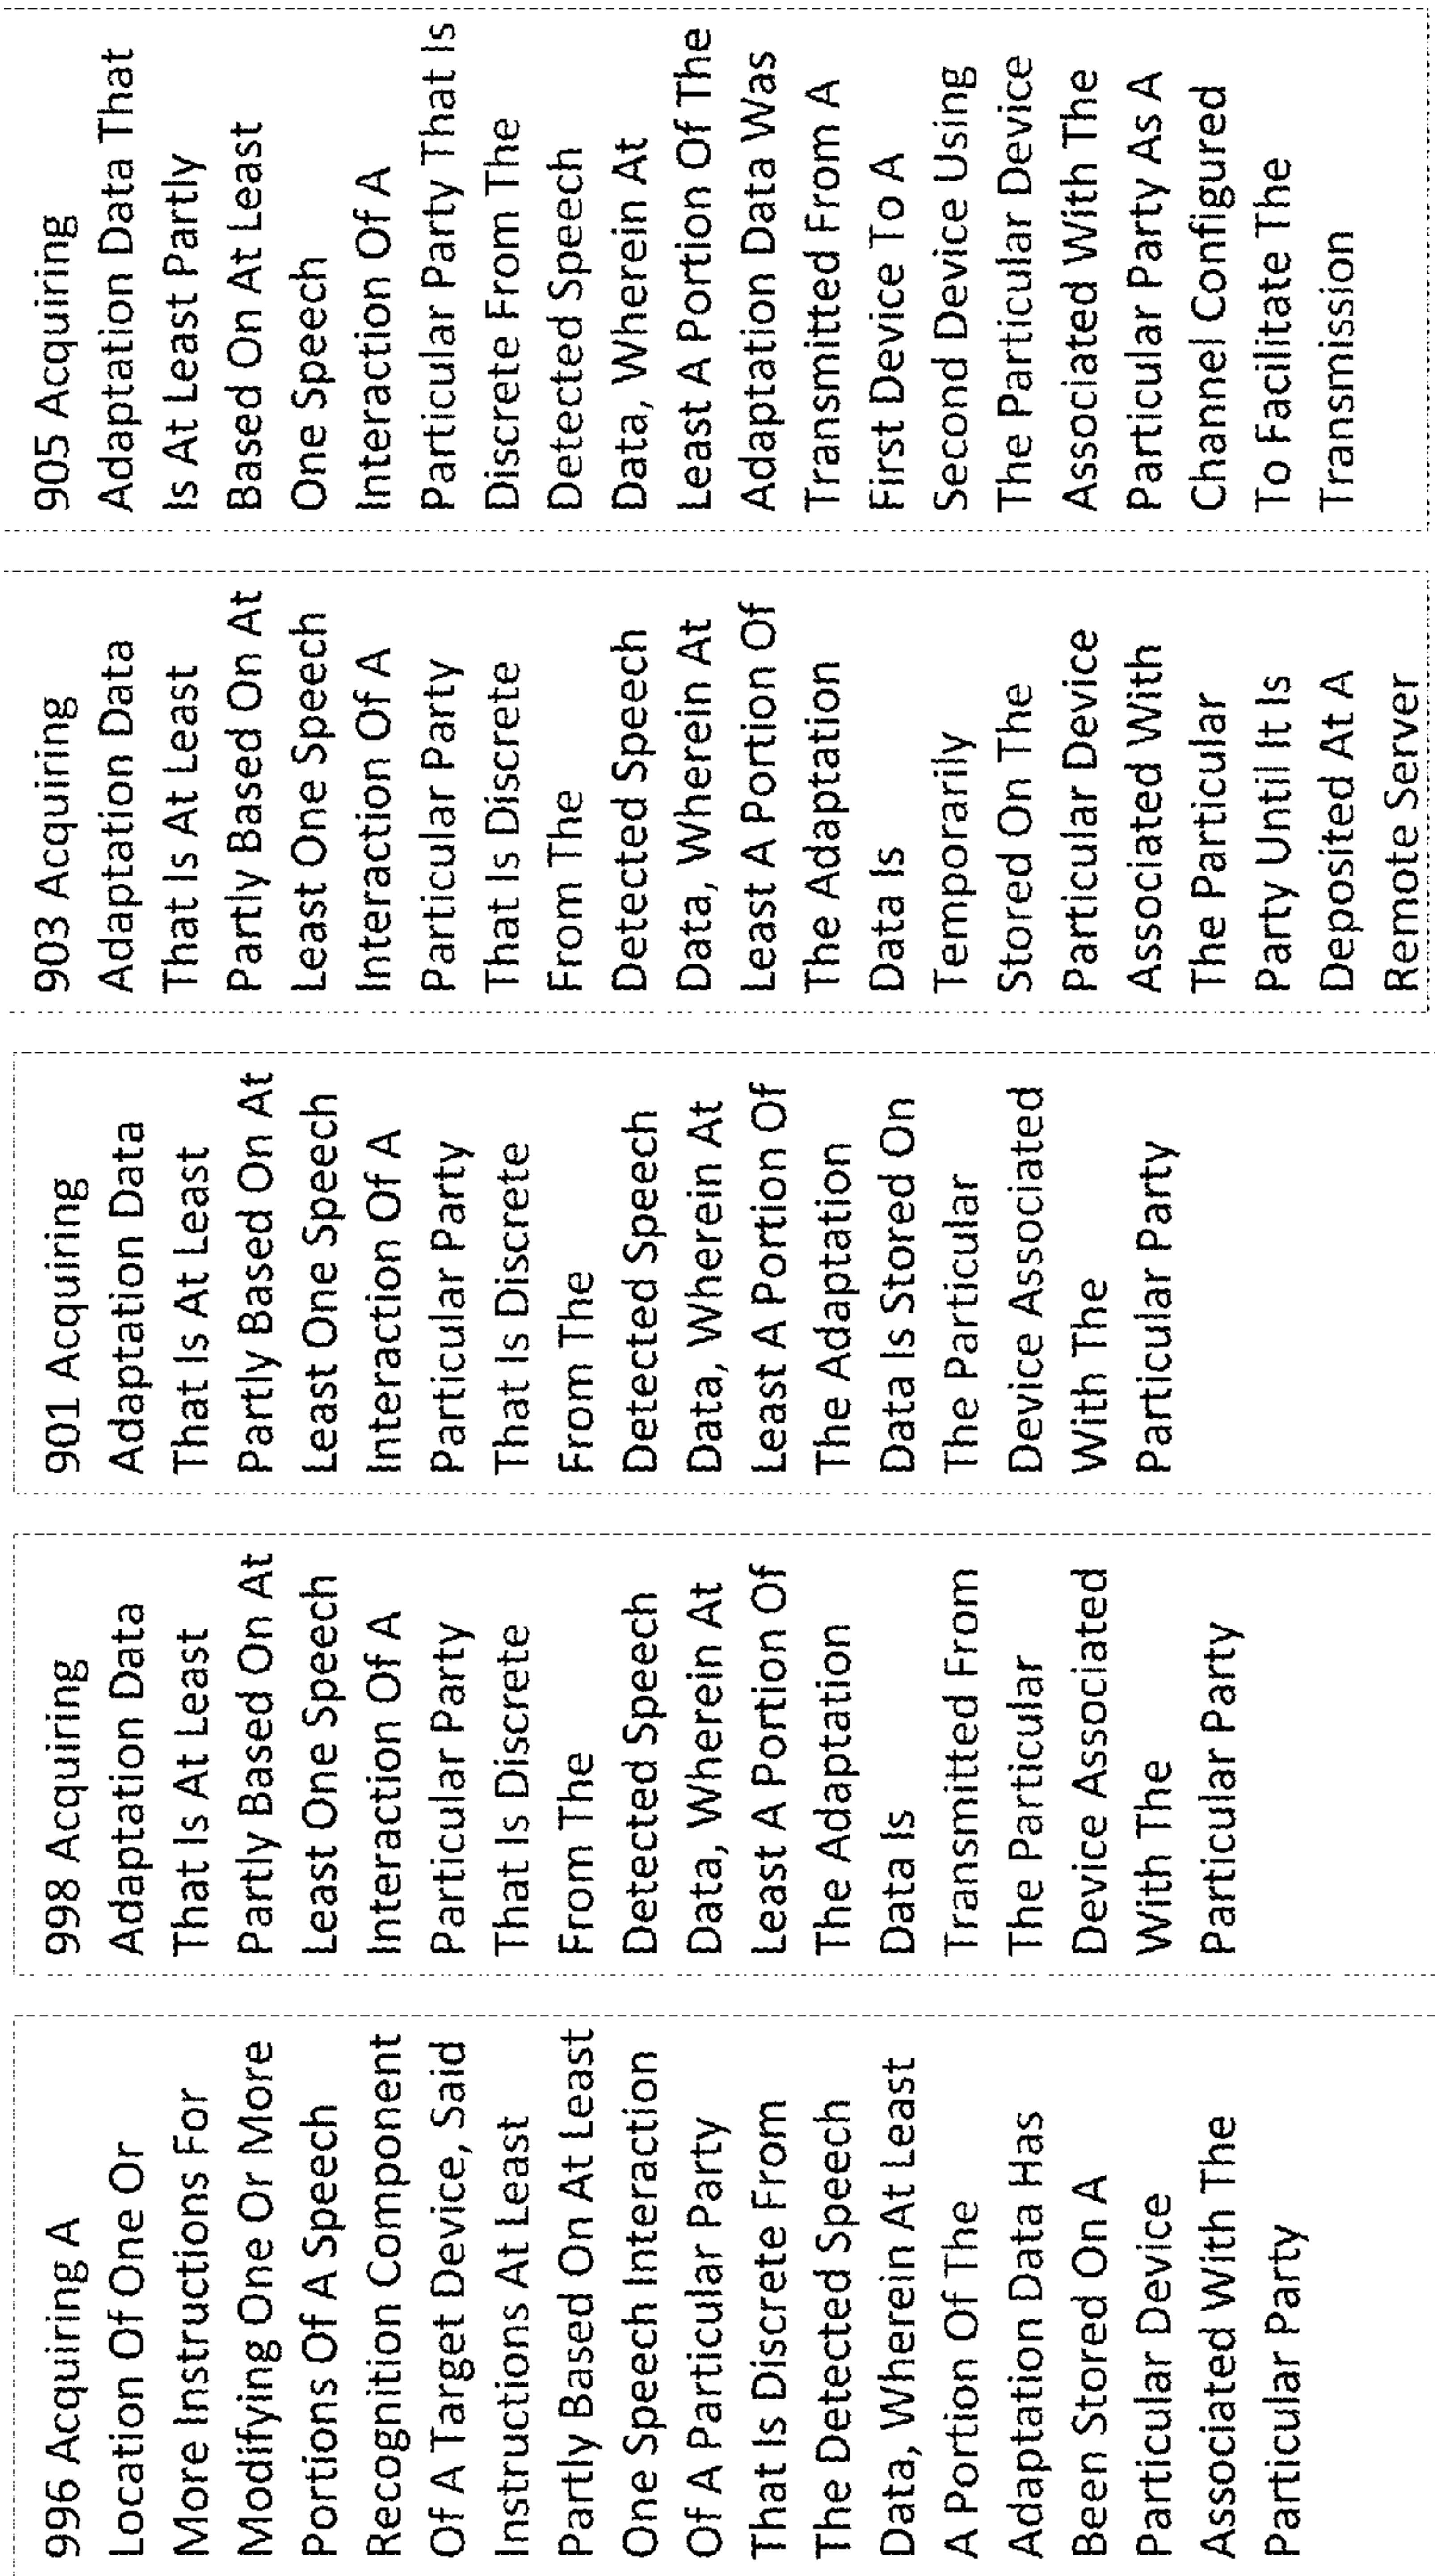 996 Acquiring A
Location Of One Or
More Instructions For
Modifying One Or More
Portions Of A Speech
Recognition Component
Of A Target Device, Said
Instructions At Least
Partly Based On At Least
One Speech Interaction
Of A Particular Party
That Is Discrete From
The Detected Speech
Data, Wherein At Least
A Portion Of The
Adaptation Data Has
Been Stored On A
Particular Device
Associated With The
Particular Party
998 Acquiring
Adaptation Data
That Is At Least
Partly Based On At
Least One Speech
Interaction Of A
Particular Party
That Is Discrete
From The
Detected Speech
Data, Wherein At
Least A Portion Of
The Adaptation
Data Is
Transmitted From
The Particular
Device Associated
With The
Particular Party
901 Acquiring
Adaptation Data
That Is At Least
Partly Based On At
Least One Speech
Interaction Of A
Particular Party
That Is Discrete
From The
Detected Speech
Data, Wherein At
Least A Portion Of
The Adaptation
Data Is Stored On
The Particular
Device Associated
With The
Particular Party
903 Acquiring
Adaptation Data
That Is At Least
Partly Based On At
Least One Speech
Interaction Of A
Particular Party
That Is Discrete
From The
Detected Speech
Data, Wherein At
Least A Portion Of
The Adaptation
Data Is
Temporarily
Stored On The
Particular Device
Associated With
The Particular
Party Until It Is
Deposited At A
Remote Server
905 Acquiring
Adaptation Data That
Is At Least Partly
Based On At Least
One Speech
Interaction Of A
Particular Party That Is
Discrete From The
Detected Speech
Data, Wherein At
Least A Portion Of The
Adaptation Data Was
Transmitted From A
First Device To A
Second Device Using
The Particular Device
Associated With The
Particular Party As A
Channel Configured
To Facilitate The
Transmission